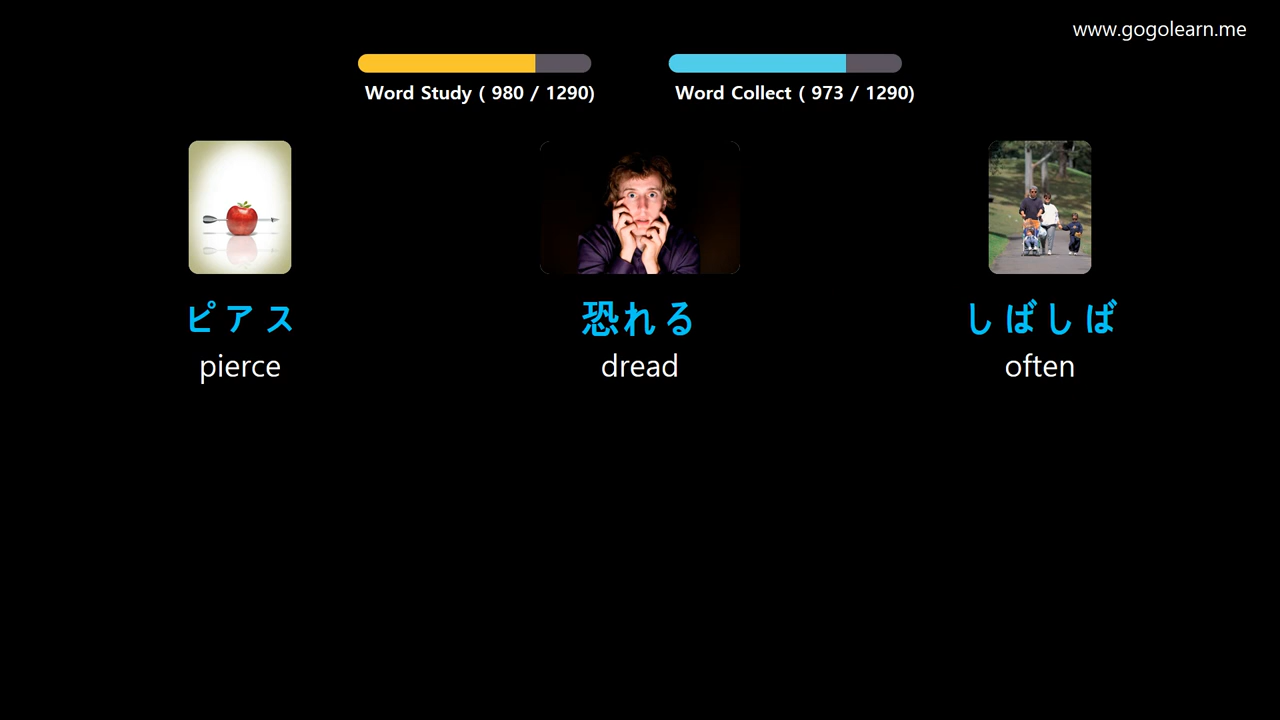 www.gogolearn.me
Word Study ( 980 / 1290)
Word Collect ( 973 / 1290)
ピアス
恐れる
しばしば
pierce
dread
often